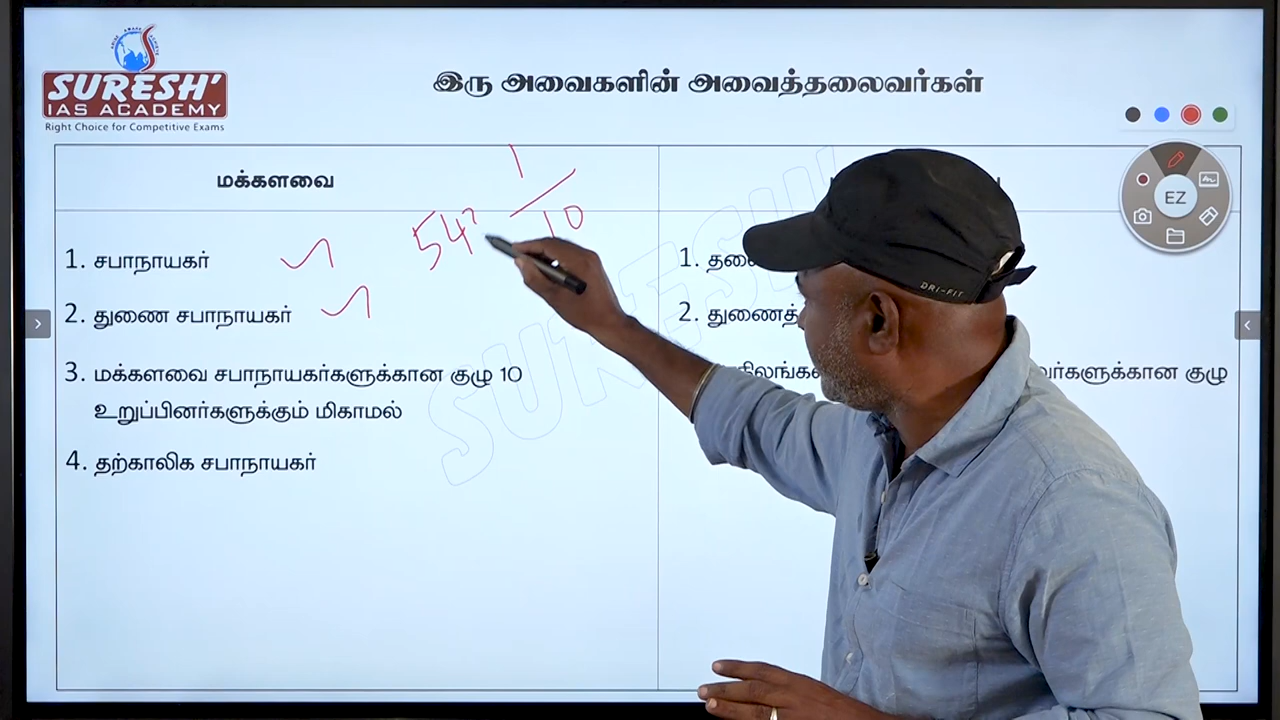 SURESH'
IAS ACADEMY
Right Choice for Competitive Exams
இரு அவைகளின் அவைத்தலைவர்கள்
மக்களவை
1. சபாநாயகர்
2. துணை சபாநாயகர்
3. மக்களவை சபாநாயகர்களுக்கான குழு 10
உறுப்பினர்களுக்கும் மிகாமல்
4. தற்காலிக சபாநாயகர்
1
10
54
1.
2.
குழு
EZ
DRI-FIT
SURESH